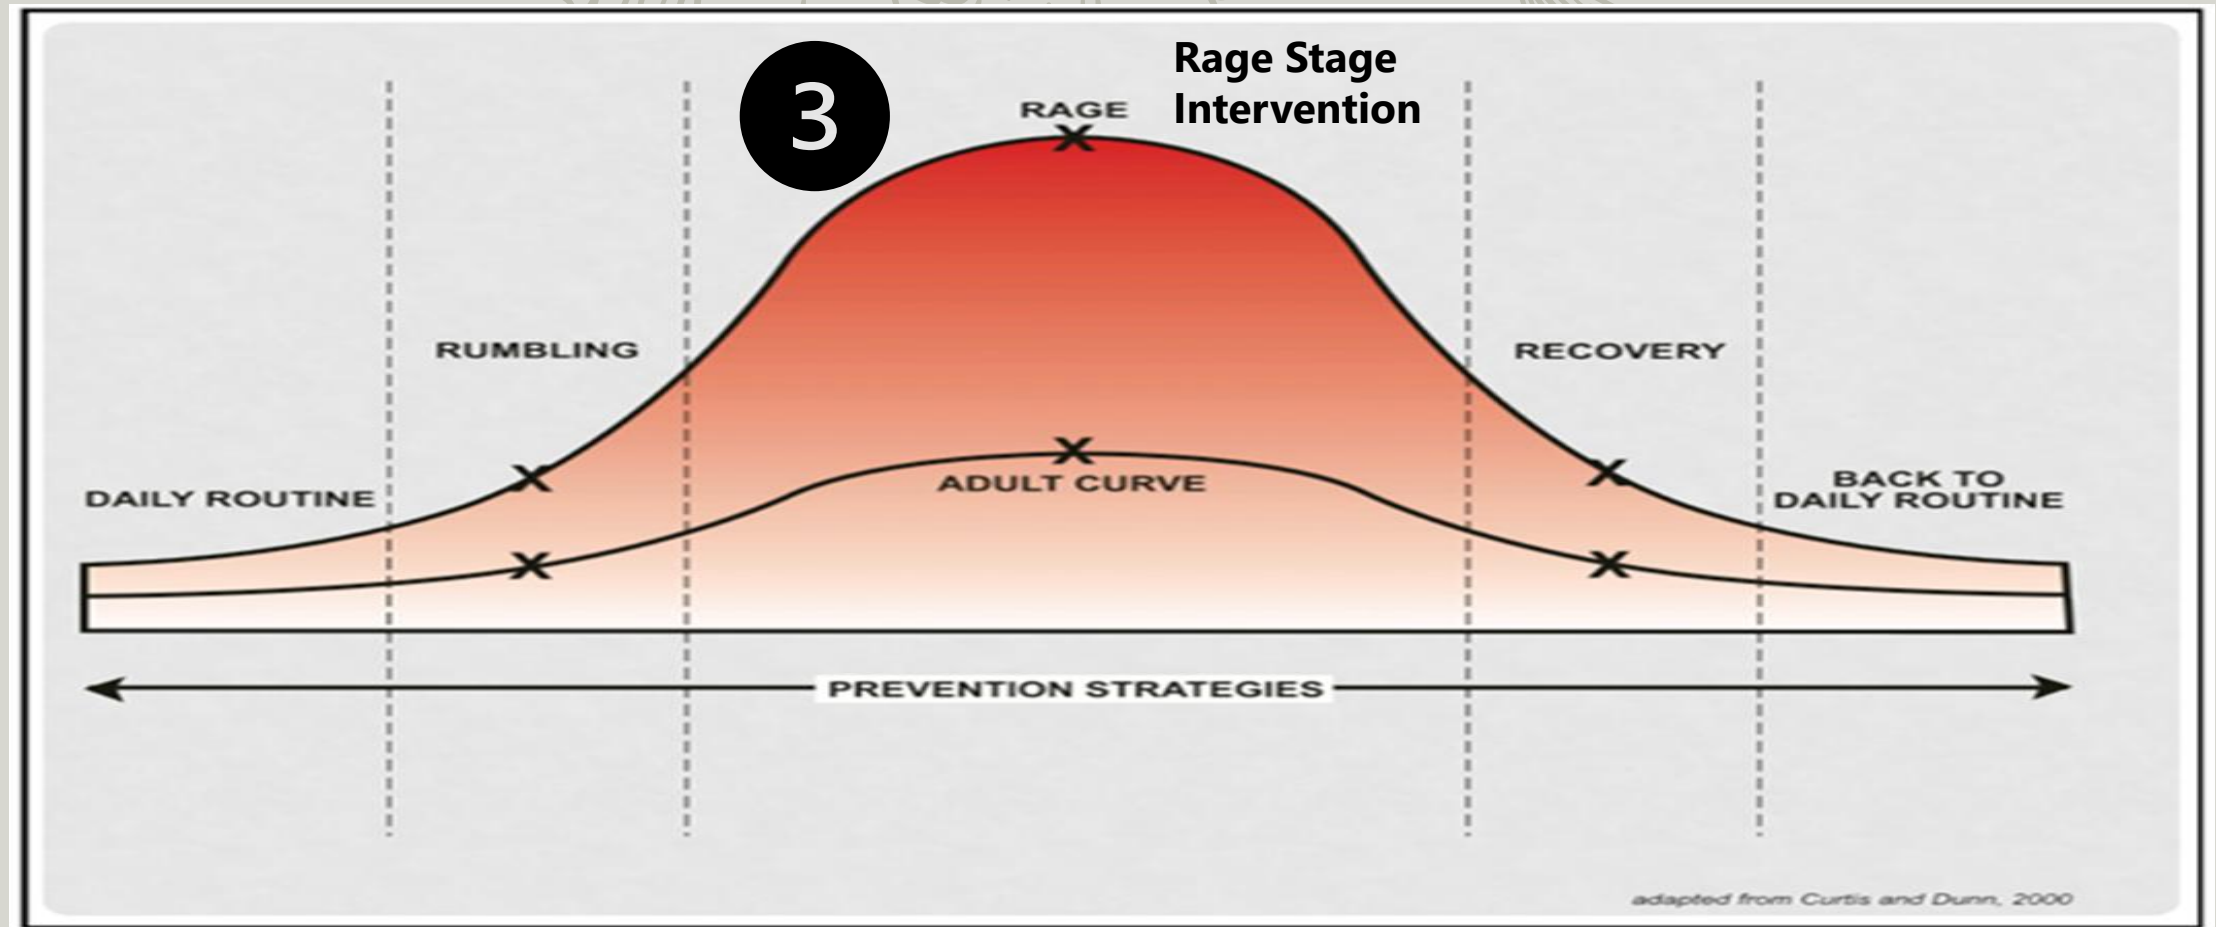 3
Rage Stage
Intervention
RAGE
RUMBLING
RECOVERY
DAILY ROUTINE
ADULT CURVE
BACK TO
DAILY ROUTINE
PREVENTION STRATEGIES
adapted from Curtis and Dunn, 2000